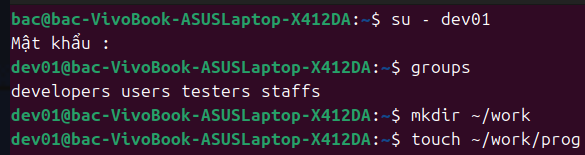 bac@bac-VivoBook-ASUSLaptop-X412DA:~$ su - dev01
Mật khẩu :
dev01@bac-VivoBook-ASUSLaptop-X412DA:~$ groups
developers users testers staffs
dev01@bac-VivoBook-ASUSLaptop-X412DA:~$ mkdir ~/work
dev01@bac-VivoBook-ASUSLaptop-X412DA:~$ touch ~/work/prog